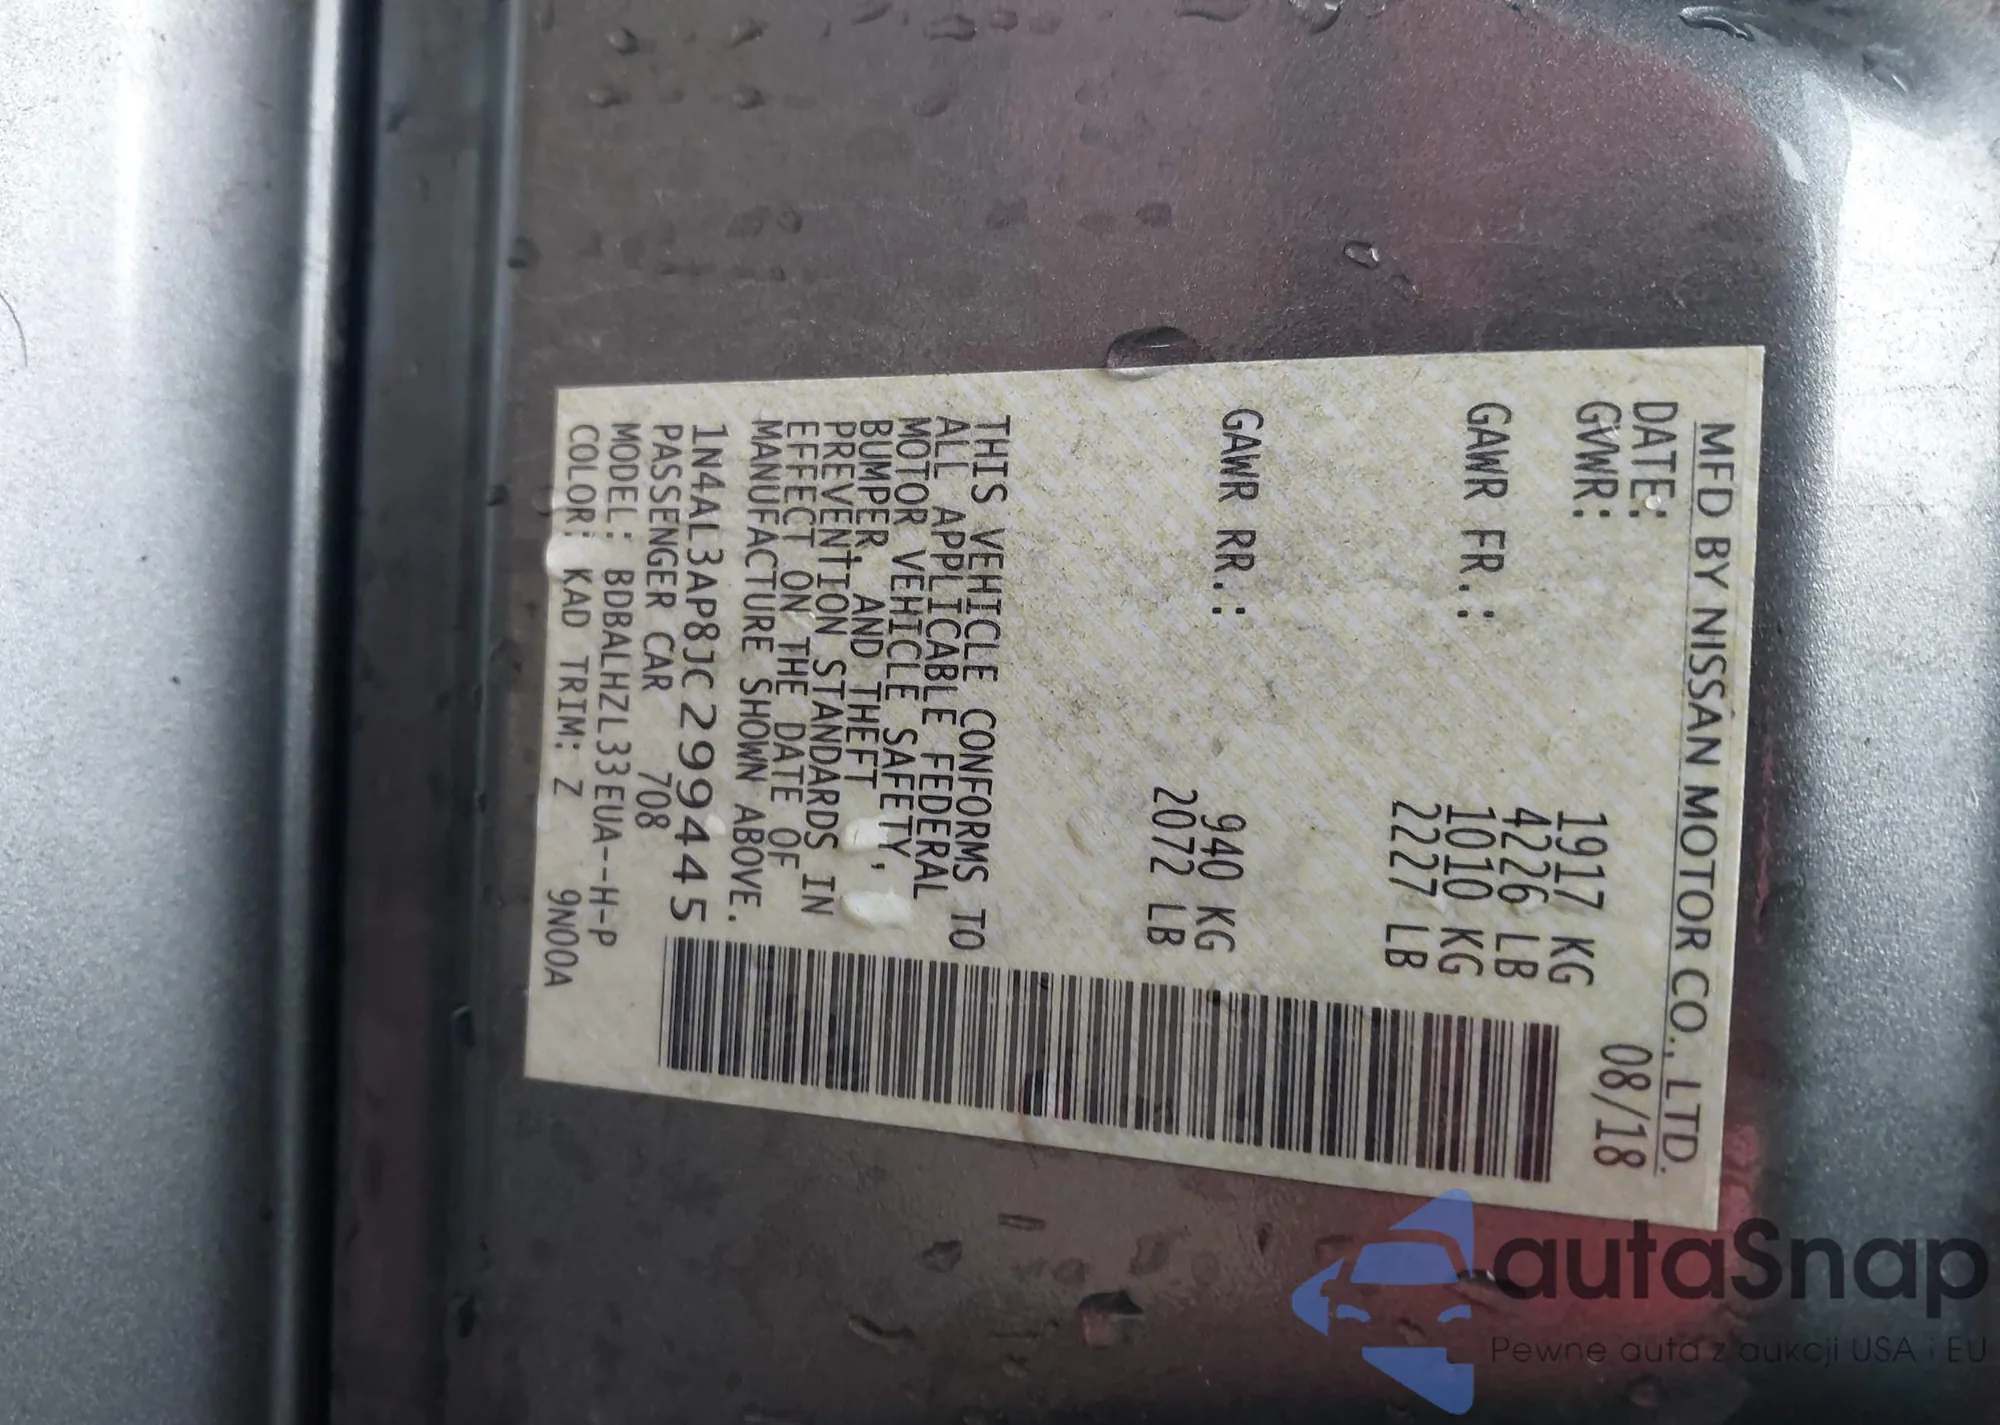 MFD BY NISSAN MOTOR CO., LTD.
DATE: 08/18
GVWR: 1917 KG
4226 LB
GAWR FR.: 1010 KG
2227 LB
GAWR RR.: 940 KG
2072 LB
THIS VEHICLE CONFORMS TO
ALL APPLICABLE FEDERAL
MOTOR VEHICLE SAFETY,
BUMPER, AND THEFT
PREVENTION STANDARDS IN
EFFECT ON THE DATE OF
MANUFACTURE SHOWN ABOVE.
1N4AL3AP8JC299445
PASSENGER CAR 708
MODEL: BDBALHZL33EUA--H-P
COLOR: KAD TRIM: Z 9N00A
autaSnap
Pewne auta z aukcji USA i EU